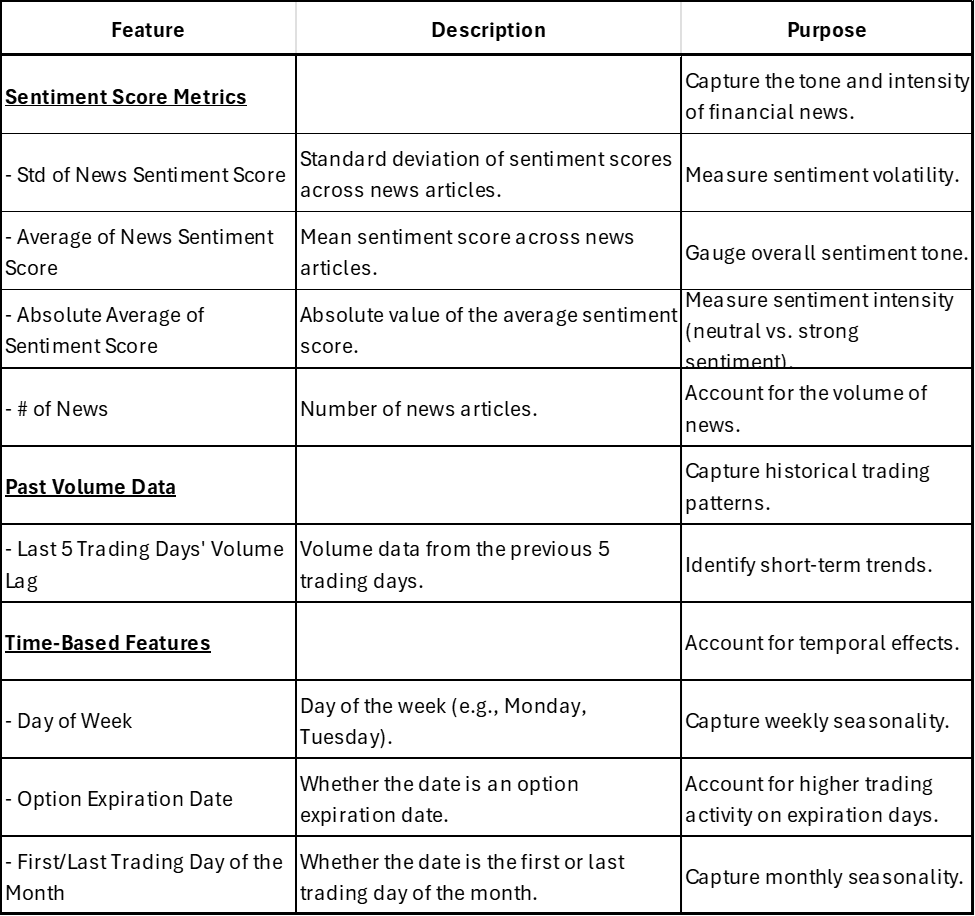 Feature Description Purpose
Sentiment Score Metrics
Capture the tone and intensity
of financial news.
- Std of News Sentiment Score
Standard deviation of sentiment scores
across news articles.
Measure sentiment volatility.
- Average of News Sentiment
Score
Mean sentiment score across news
articles.
Gauge overall sentiment tone.
- Absolute Average of
Sentiment Score
Absolute value of the average sentiment
score.
Measure sentiment intensity
(neutral vs. strong
sentiment).
- # of News
Number of news articles.
Account for the volume of
news.
Past Volume Data
Capture historical trading
patterns.
- Last 5 Trading Days' Volume
Lag
Volume data from the previous 5
trading days.
Identify short-term trends.
Time-Based Features
Account for temporal effects.
- Day of Week
Day of the week (e.g., Monday,
Tuesday).
Capture weekly seasonality.
- Option Expiration Date
Whether the date is an option
expiration date.
Account for higher trading
activity on expiration days.
- First/Last Trading Day of the
Month
Whether the date is the first or last
trading day of the month.
Capture monthly seasonality.